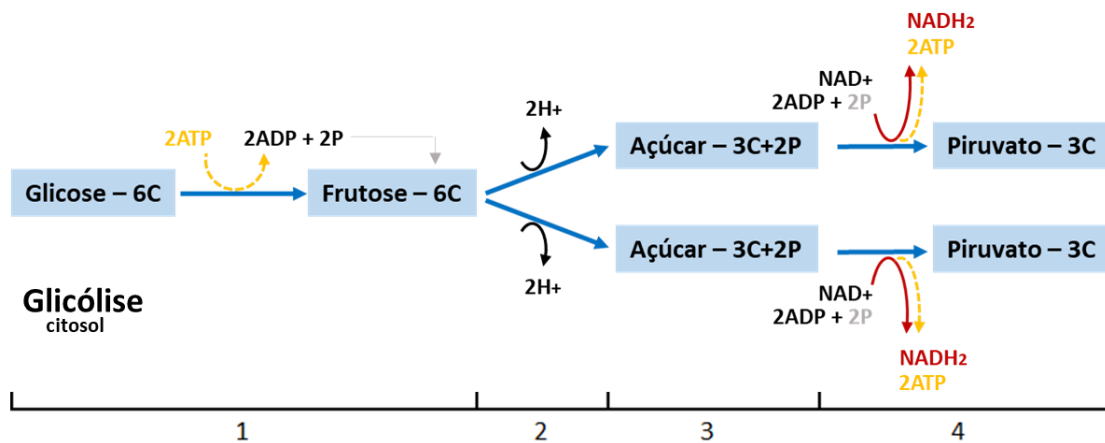 NADH₂
2ATP
NAD+
2ADP + 2P
2H+
2ATP
2ADP + 2P
Açúcar – 3C+2P
Piruvato – 3C
Glicose – 6C
Frutose – 6C
Açúcar – 3C+2P
Piruvato – 3C
2H+
NAD+
2ADP + 2P
Glicólise
citosol
NADH₂
2ATP
1
2
3
4